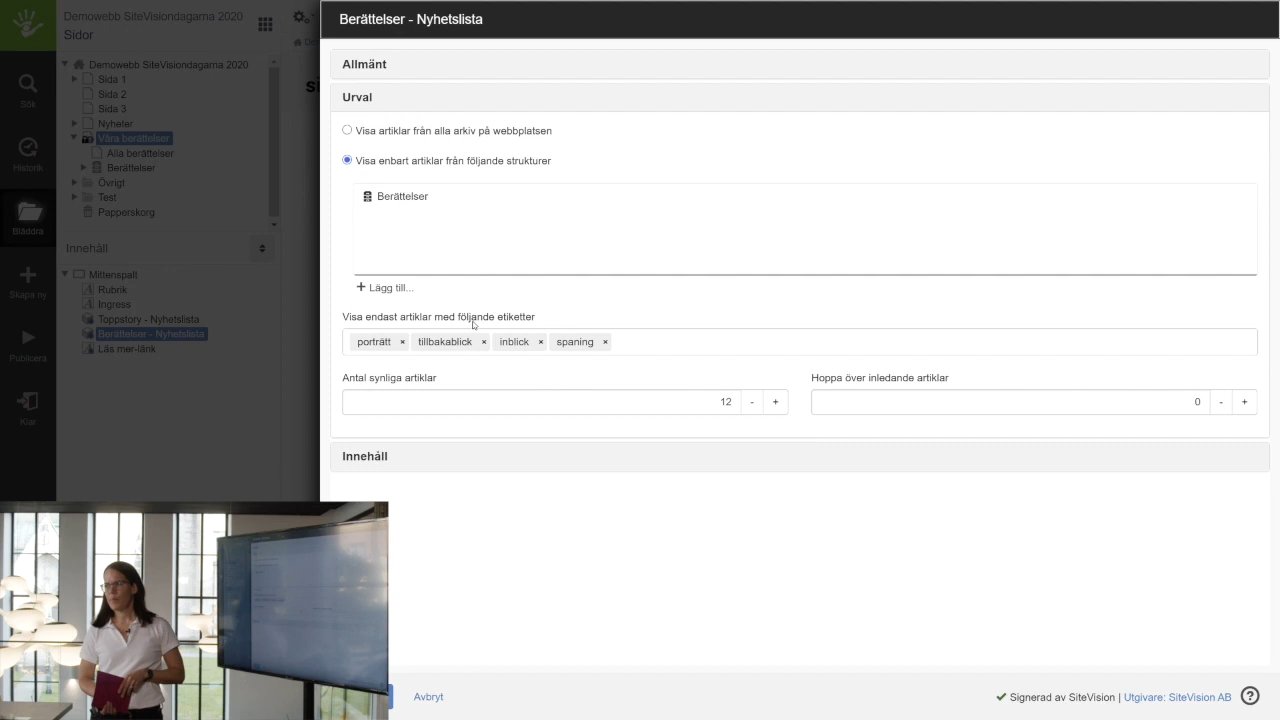 Demowebb SiteVisiondagarna 2020
Sidor
Sök
Historik
Bläddra
Skapa ny
Publicera
Klar
Demowebb SiteVisiondagarna 2020
Sida 1
Sida 2
Sida 3
Nyheter
Våra berättelser
Alla berättelser
Berättelser
Övrigt
Test
Papperskorg
Innehåll
Mittenspalt
Rubrik
Ingress
Toppstory - Nyhetslista
Berättelser - Nyhetslista
Läs mer-länk
Berättelser - Nyhetslista
Allmänt
Urval
Visa artiklar från alla arkiv på webbplatsen
Visa enbart artiklar från följande strukturer
Berättelser
+ Lägg till...
Visa endast artiklar med följande etiketter
porträtt × tillbakablick × inblick × spaning ×
Antal synliga artiklar Hoppa över inledande artiklar
12 - + 0 - +
Innehåll
Avbryt
Signerad av SiteVision | Utgivare: SiteVision AB ?